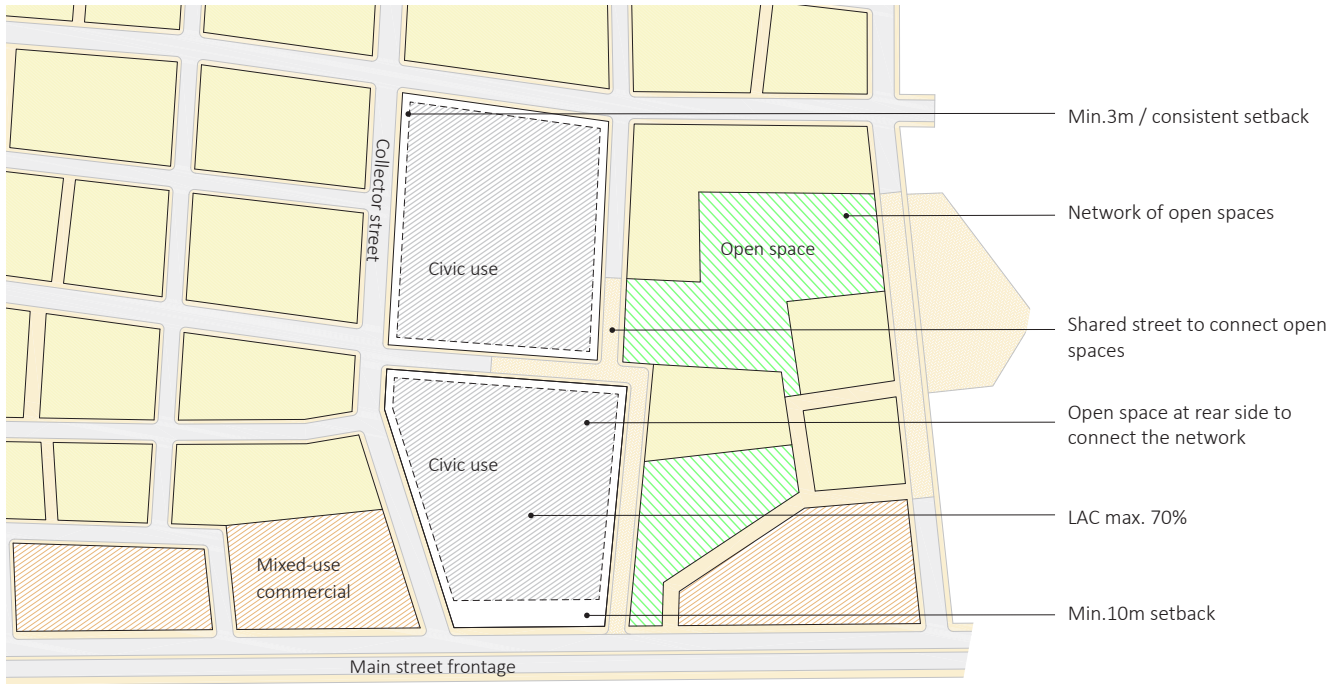 Min.3m / consistent setback
Collector street
Network of open spaces
Open space
Civic use
Shared street to connect open
spaces
Open space at rear side to
connect the network
Civic use
LAC max. 70%
Mixed-use
commercial
Min.10m setback
Main street frontage